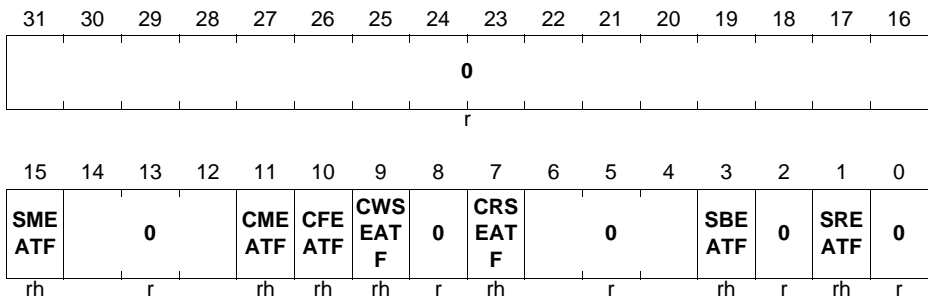 31 30 29 28 27 26 25 24 23 22 21 20 19 18 17 16
0
r
15 14 13 12 11 10 9 8 7 6 5 4 3 2 1 0
SME ATF 0 CME ATF CFE ATF CWS EAT F 0 CRS EAT F 0 SBE ATF 0 SRE ATF 0
rh r rh rh rh r rh r rh r rh r